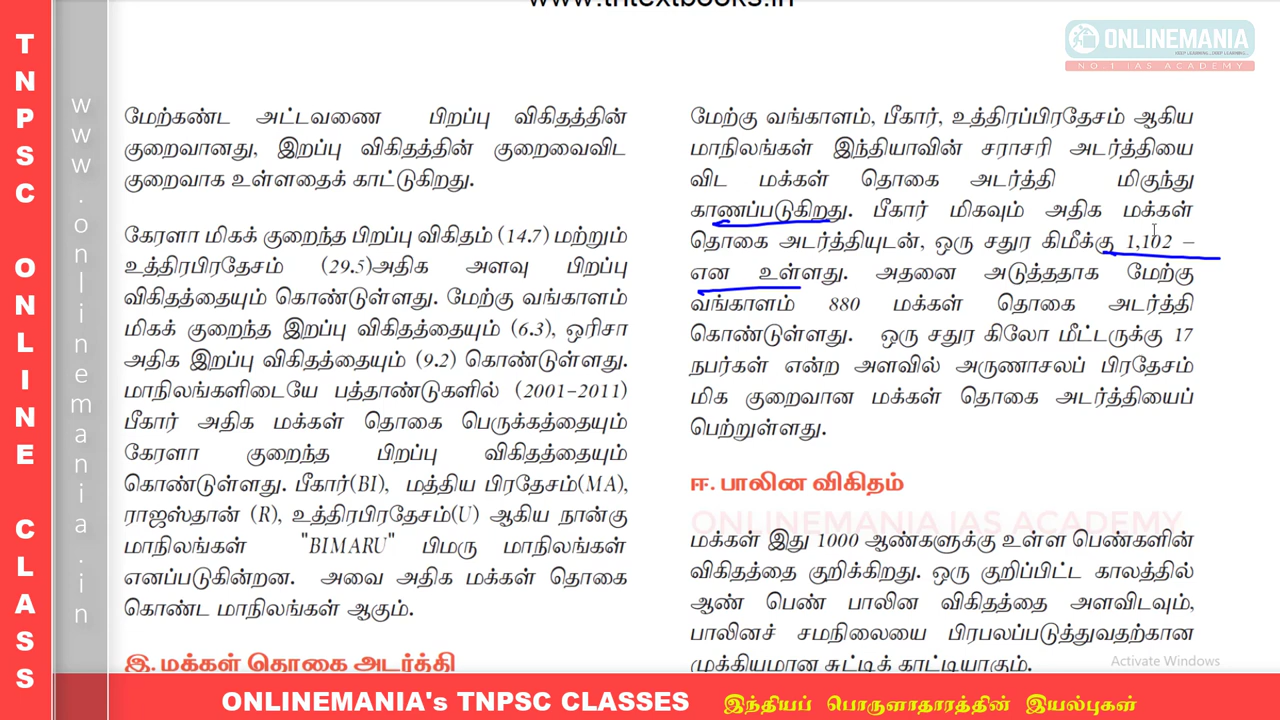 www.tntextbooks.in
ONLINEMANIA
NO.1 IAS ACADEMY
TNPSC ONLINE CLASS
www.onlinemania.in
மேற்கண்ட அட்டவணை பிறப்பு விகிதத்தின்
குறைவானது, இறப்பு விகிதத்தின் குறைவைவிட
குறைவாக உள்ளதைக் காட்டுகிறது.
கேரளா மிகக் குறைந்த பிறப்பு விகிதம் (14.7) மற்றும்
உத்திரபிரதேசம் (29.5)அதிக அளவு பிறப்பு
விகிதத்தையும் கொண்டுள்ளது. மேற்கு வங்காளம்
மிகக் குறைந்த இறப்பு விகிதத்தையும் (6.3), ஒரிசா
அதிக இறப்பு விகிதத்தையும் (9.2) கொண்டுள்ளது.
மாநிலங்களிடையே பத்தாண்டுகளில் (2001-2011)
பீகார் அதிக மக்கள் தொகை பெருக்கத்தையும்
கேரளா குறைந்த பிறப்பு விகிதத்தையும்
கொண்டுள்ளது. பீகார்(BI), மத்திய பிரதேசம்(MA),
ராஜஸ்தான் (R), உத்திரபிரதேசம்(U) ஆகிய நான்கு
மாநிலங்கள் "BIMARU" பிமரு மாநிலங்கள்
எனப்படுகின்றன. அவை அதிக மக்கள் தொகை
கொண்ட மாநிலங்கள் ஆகும்.
இ. மக்கள் தொகை அடர்த்தி
மேற்கு வங்காளம், பீகார், உத்திரப்பிரதேசம் ஆகிய
மாநிலங்கள் இந்தியாவின் சராசரி அடர்த்தியை
விட மக்கள் தொகை அடர்த்தி மிகுந்து
காணப்படுகிறது. பீகார் மிகவும் அதிக மக்கள்
தொகை அடர்த்தியுடன், ஒரு சதுர கிமீக்கு 1,102 –
என உள்ளது. அதனை அடுத்ததாக மேற்கு
வங்காளம் 880 மக்கள் தொகை அடர்த்தி
கொண்டுள்ளது. ஒரு சதுர கிலோ மீட்டருக்கு 17
நபர்கள் என்ற அளவில் அருணாசலப் பிரதேசம்
மிக குறைவான மக்கள் தொகை அடர்த்தியைப்
பெற்றுள்ளது.
ஈ. பாலின விகிதம்
ONLINEMANIA IAS ACADEMY
மக்கள் இது 1000 ஆண்களுக்கு உள்ள பெண்களின்
விகிதத்தை குறிக்கிறது. ஒரு குறிப்பிட்ட காலத்தில்
ஆண் பெண் பாலின விகிதத்தை அளவிடவும்,
பாலினச் சமநிலையை பிரபலப்படுத்துவதற்கான
முக்கியமான சுட்டிக் காட்டியாகும்.
Activate Windows
ONLINEMANIA's TNPSC CLASSES
இந்தியப் பொருளாதாரத்தின் இயல்புகள்